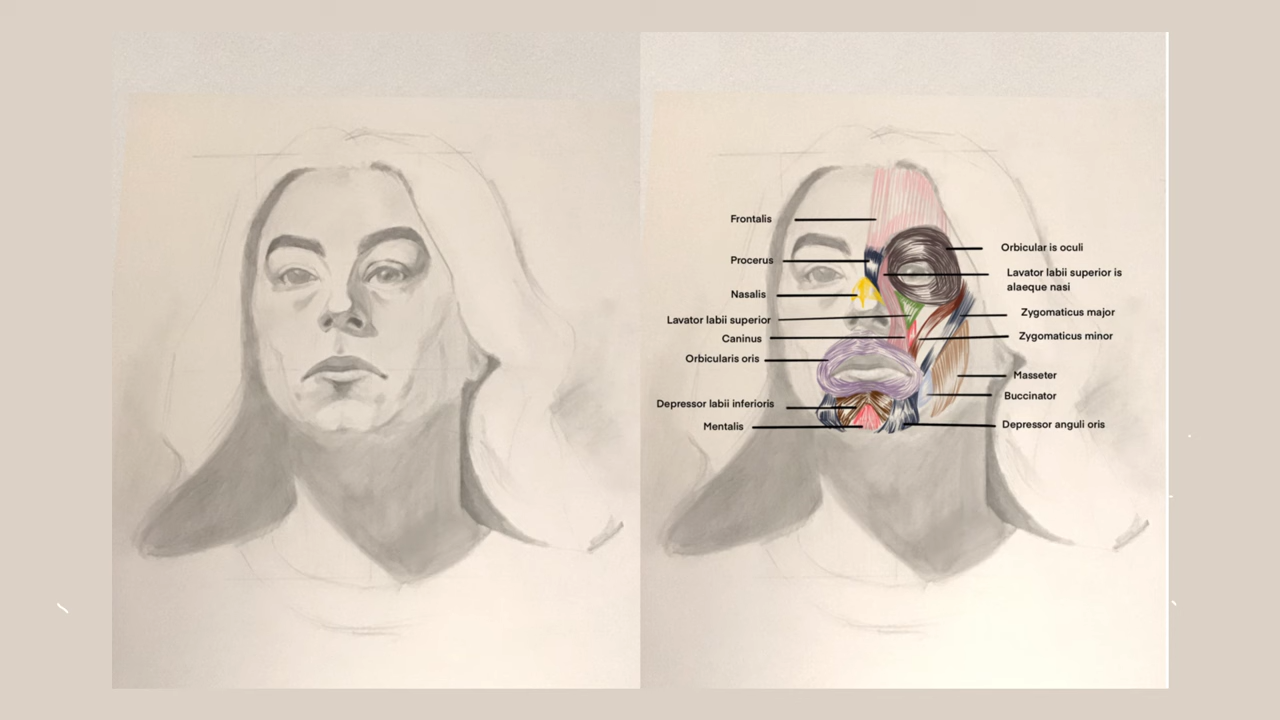 Frontalis
Procerus
Nasalis
Lavator labii superior
Caninus
Orbicularis oris
Depressor labii inferioris
Mentalis
Orbicular is oculi
Lavator labii superior is
alaeque nasi
Zygomaticus major
Zygomaticus minor
Masseter
Buccinator
Depressor anguli oris